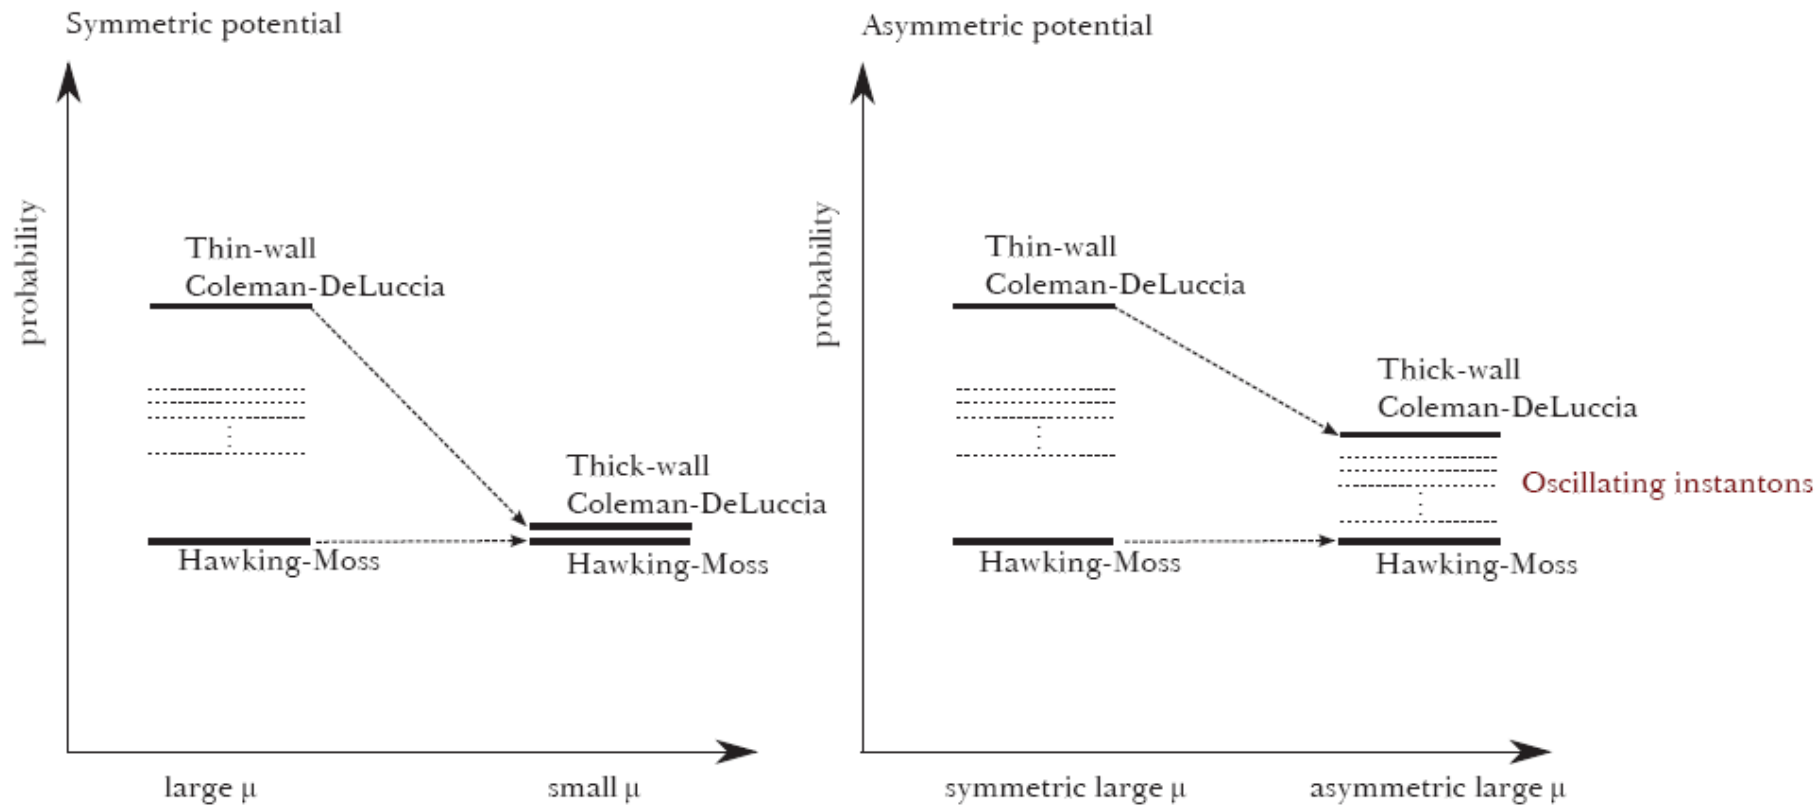 Symmetric potential
probability
Thin-wall
Coleman-DeLuccia
Thick-wall
Coleman-DeLuccia
Hawking-Moss
Hawking-Moss
large μ
small μ
Asymmetric potential
probability
Thin-wall
Coleman-DeLuccia
Thick-wall
Coleman-DeLuccia
Oscillating instantons
Hawking-Moss
Hawking-Moss
symmetric large μ
asymmetric large μ